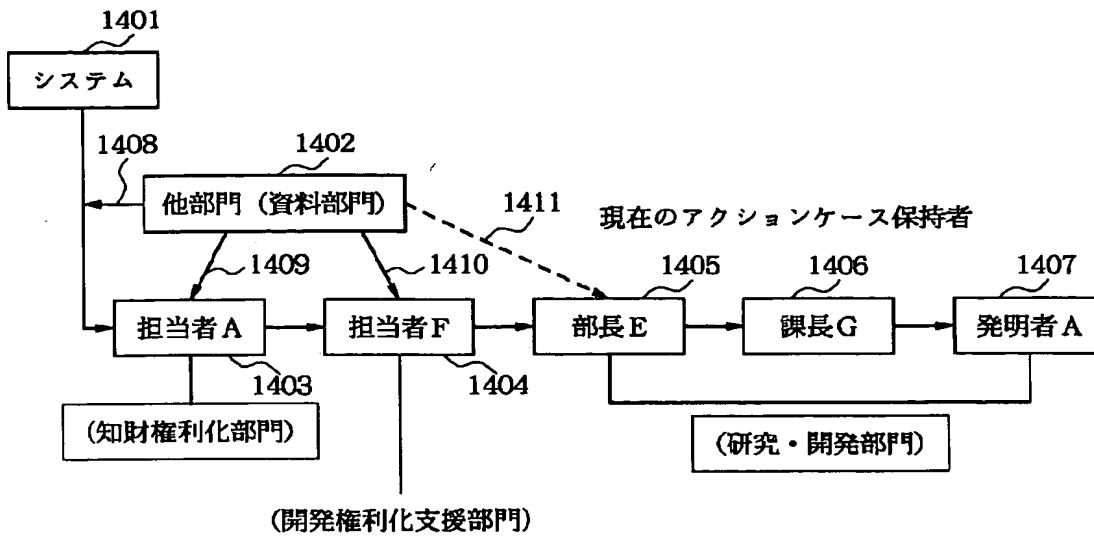 1401
システム
1408
1402
他部門（資料部門）
1411
現在のアクションケース保持者
1409
1410
1405
1406
1407
担当者A
担当者F
部長E
課長G
発明者A
1403
1404
（知財権利化部門）
（研究・開発部門）
（開発権利化支援部門）